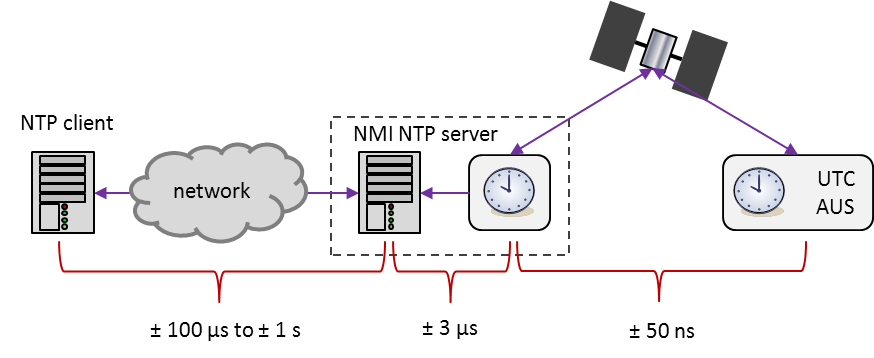 NTP client
NMI NTP server
network
UTC
AUS
± 100 µs to ± 1 s
± 3 µs
± 50 ns